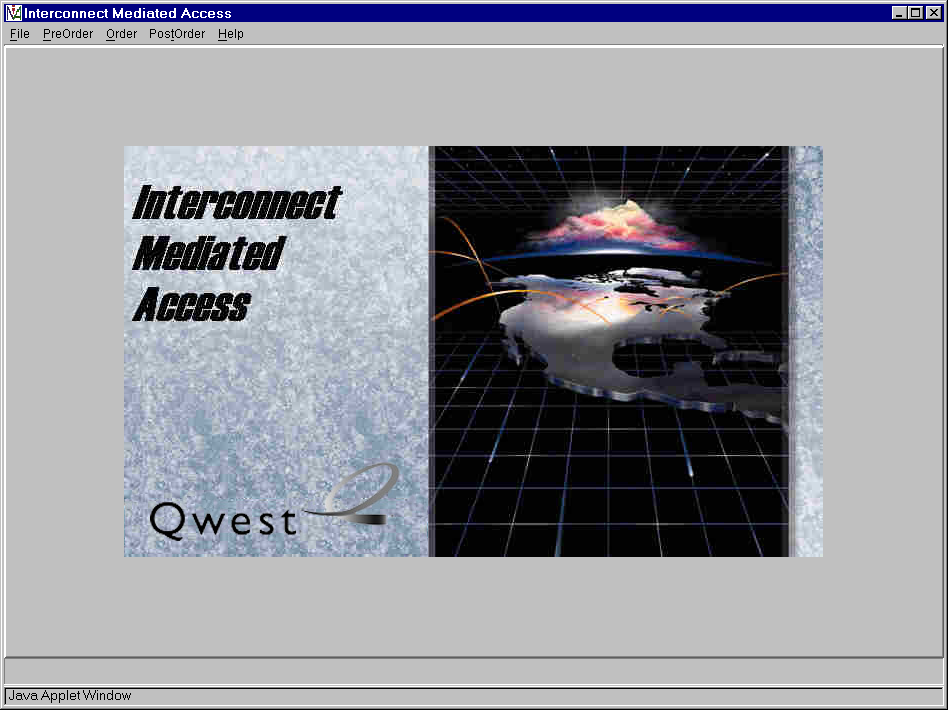 Interconnect Mediated Access
File PreOrder Order PostOrder Help
Interconnect
Mediated
Access
Qwest
Java Applet Window